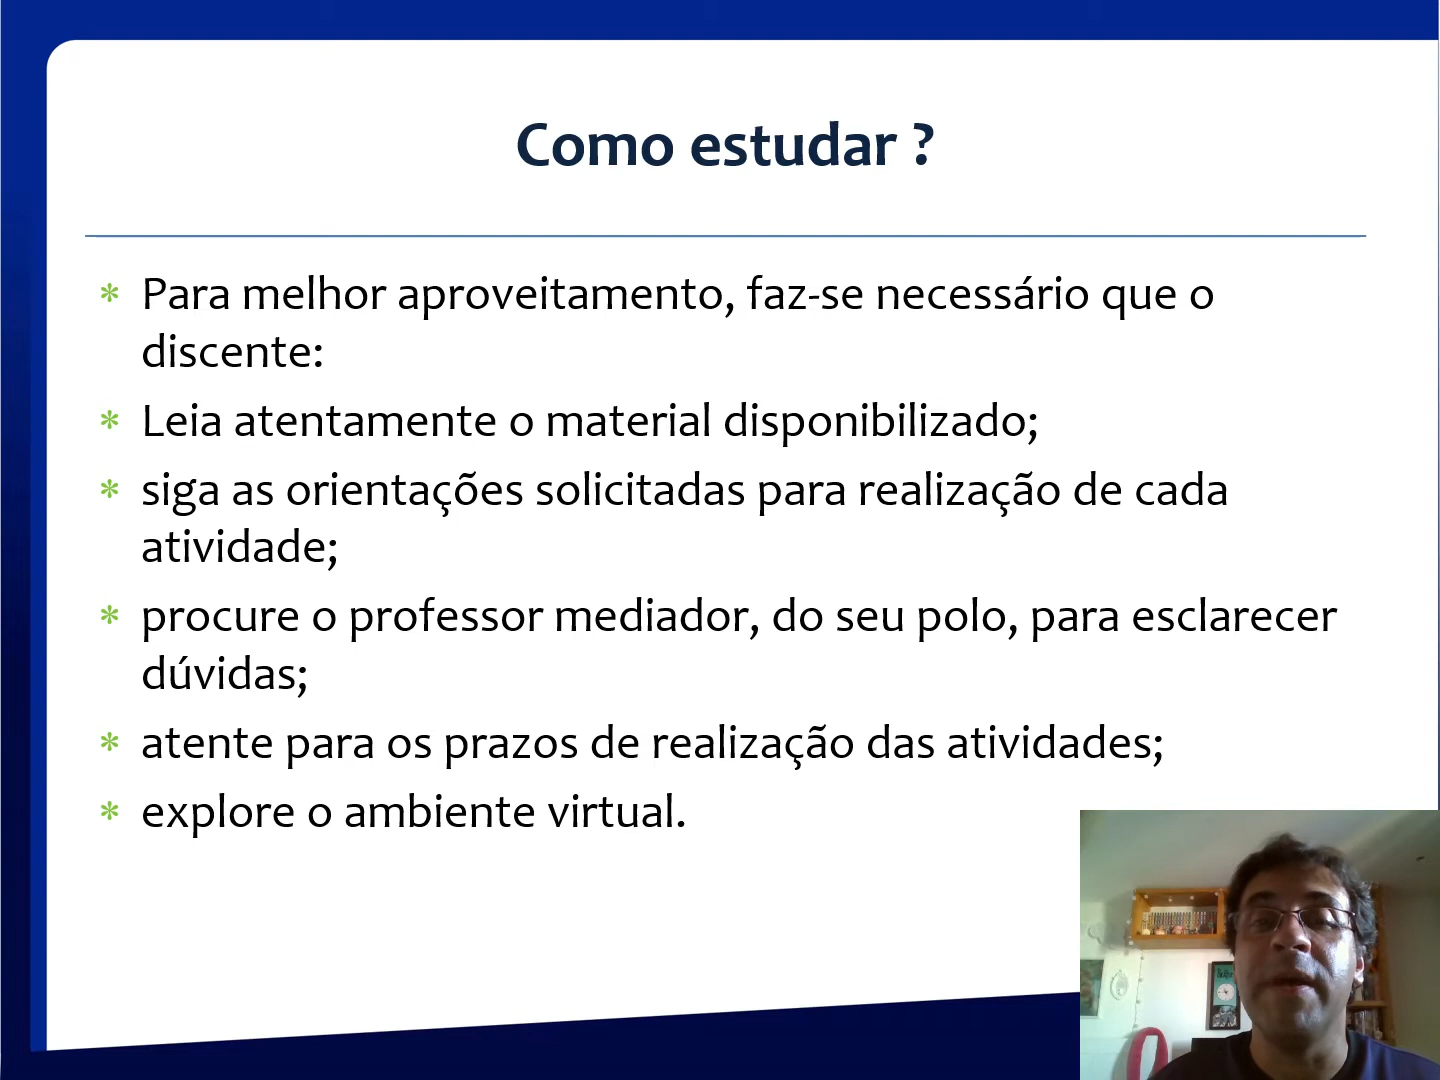 Como estudar ?
* Para melhor aproveitamento, faz-se necessário que o
discente:
* Leia atentamente o material disponibilizado;
* siga as orientações solicitadas para realização de cada
atividade;
* procure o professor mediador, do seu polo, para esclarecer
dúvidas;
* atente para os prazos de realização das atividades;
* explore o ambiente virtual.